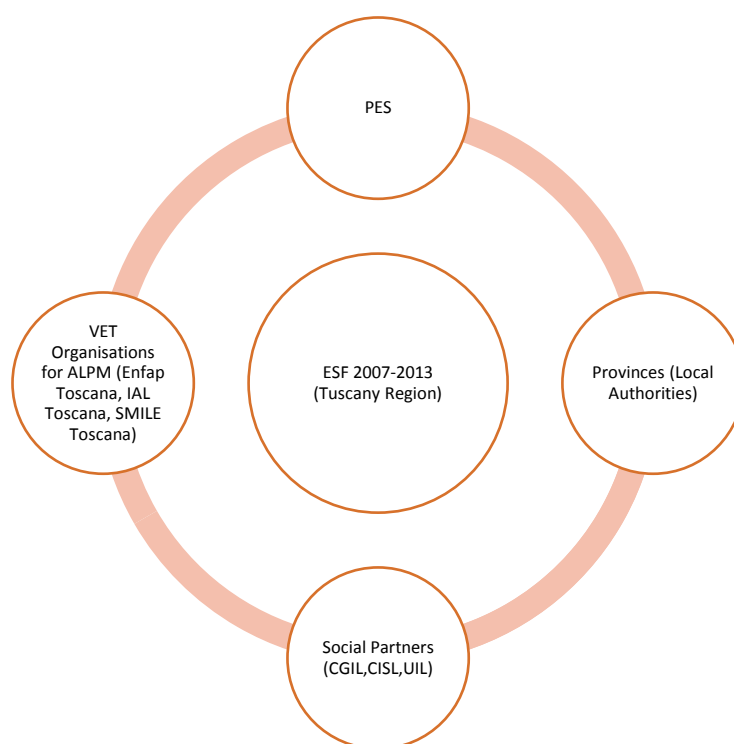 PES
VET
Organisations
for ALPM (Enfap
Toscana, IAL
Toscana, SMILE
Toscana)
ESF 2007-2013
(Tuscany Region)
Provinces (Local
Authorities)
Social Partners
(CGIL,CISL,UIL)